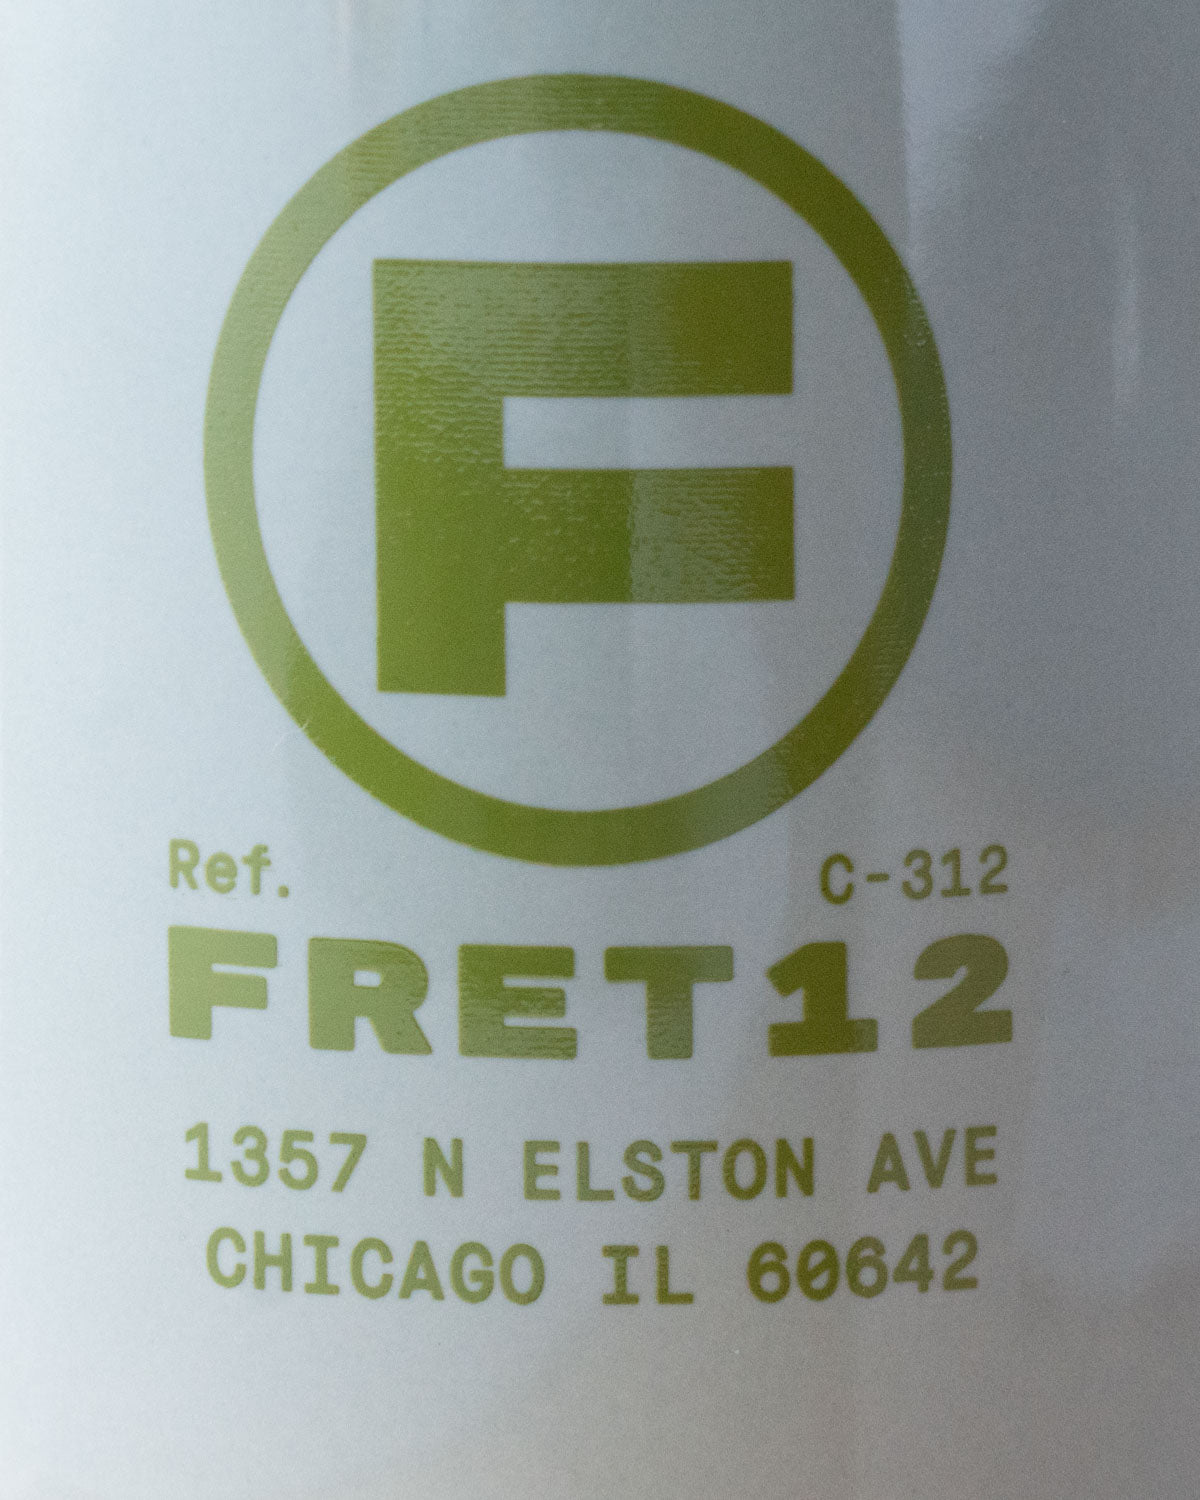 F
Ref. C-312
FRET12
1357 N ELSTON AVE
CHICAGO IL 60642